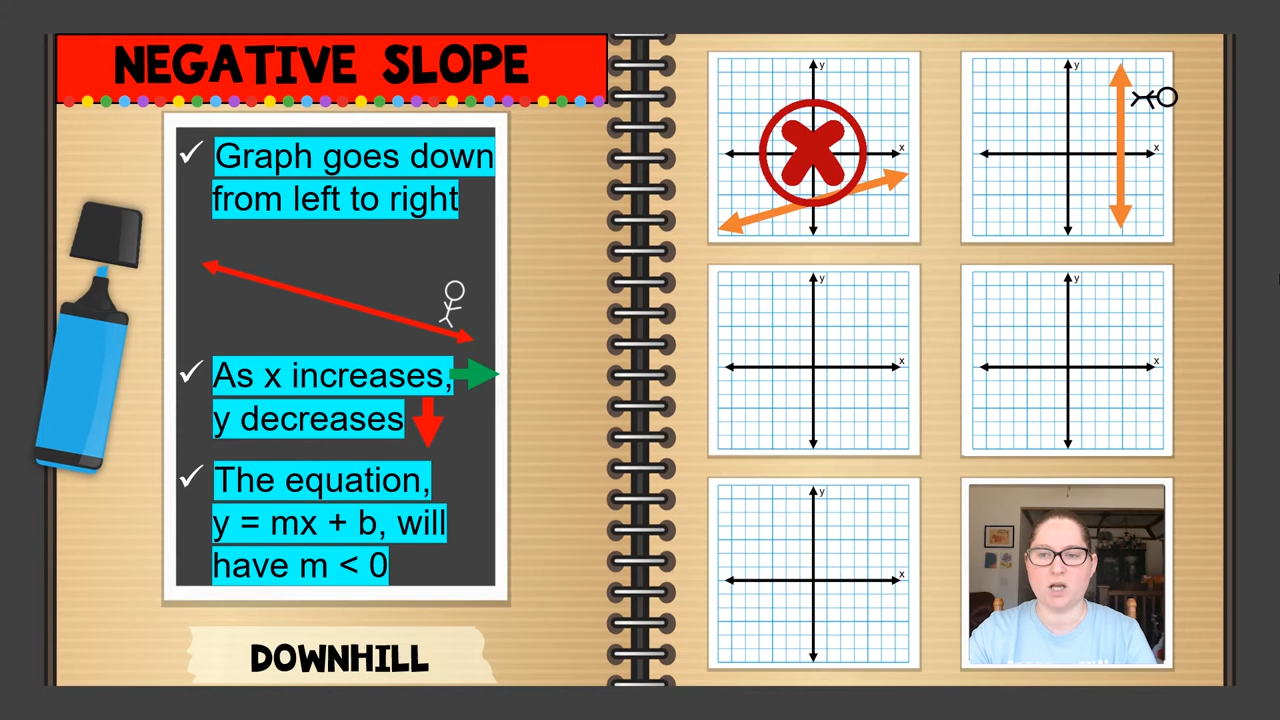 NEGATIVE SLOPE
Graph goes down
from left to right
As x increases,
y decreases
The equation,
y = mx + b, will
have m < 0
DOWNHILL
y
x
y
x
y
x
y
x
y
x